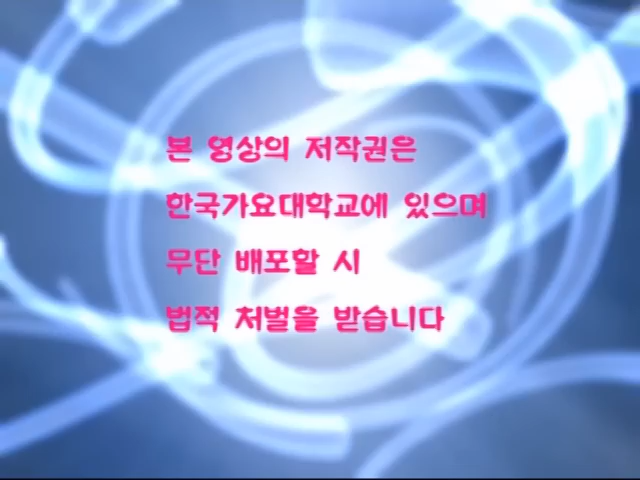 본 영상의 저작권은
한국가요대학교에 있으며
무단 배포할 시
법적 처벌을 받습니다